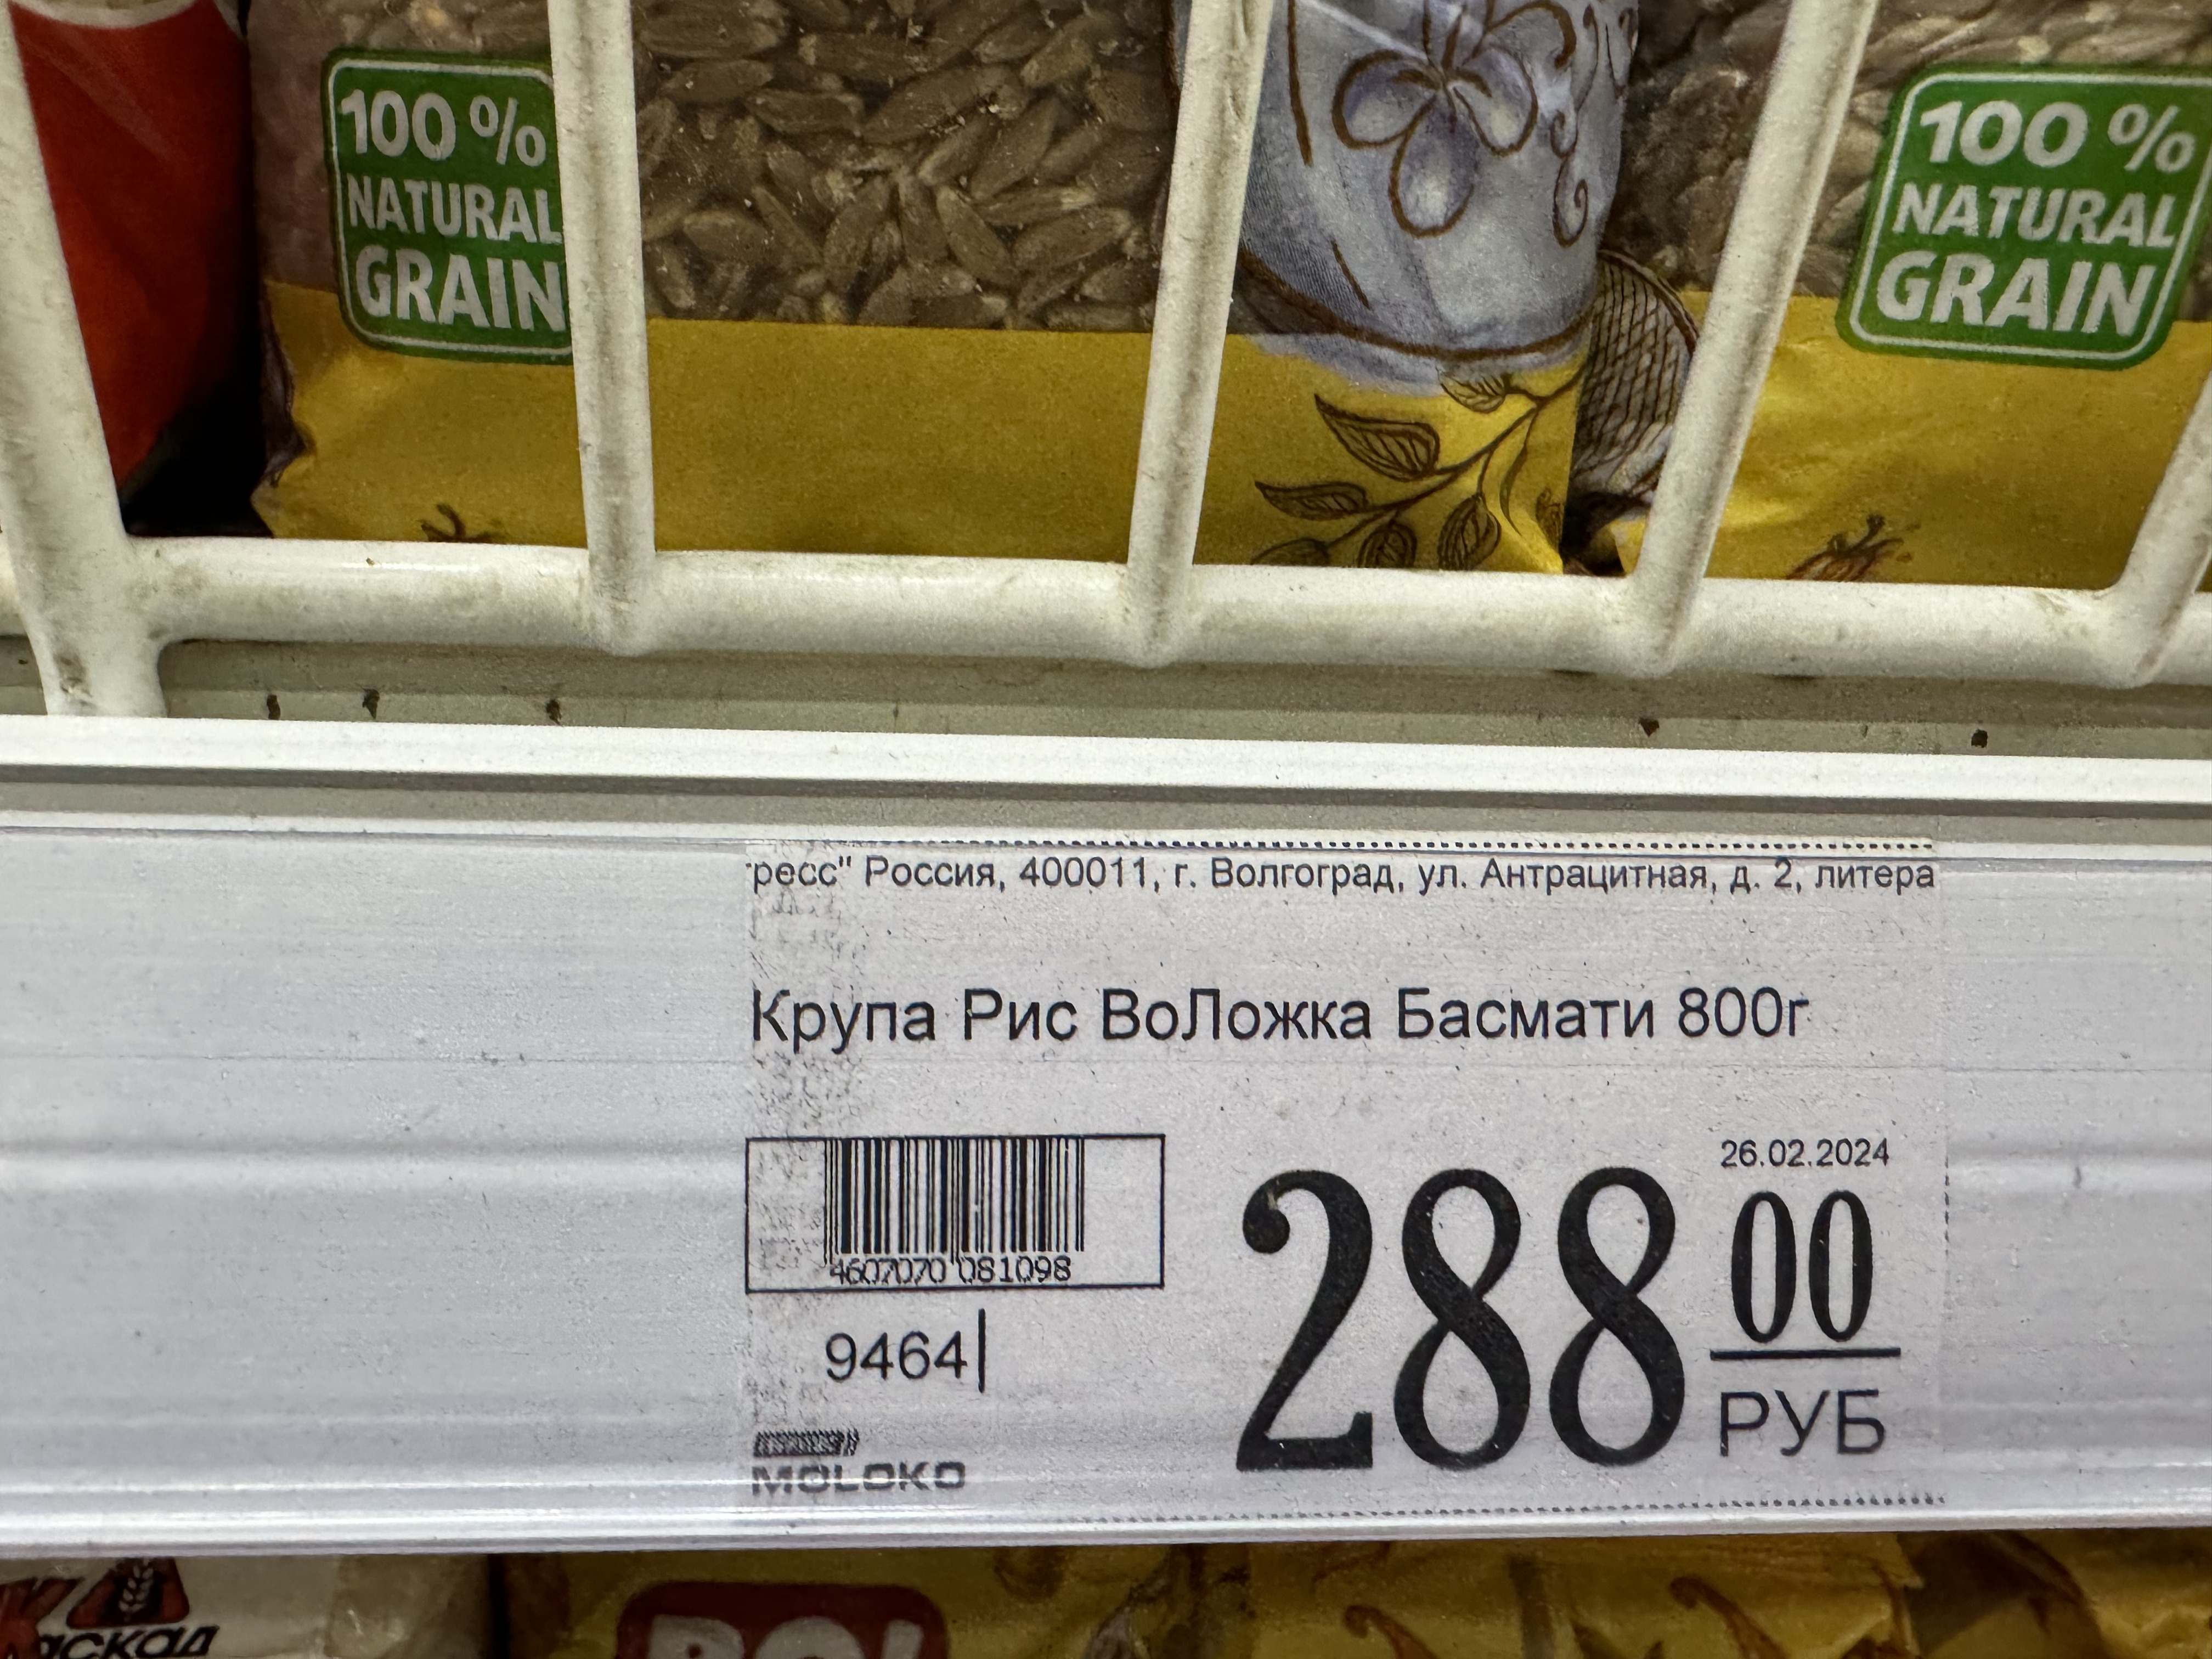 100 %
NATURAL
GRAIN
100 %
NATURAL
GRAIN
ресс" Россия, 400011, г. Волгоград, ул. Антрацитная, д. 2, литера
Крупа Рис ВоЛожка Басмати 800г
26.02.2024
288 00
РУБ
4607070 081098
9464
MOLOKO
аскад